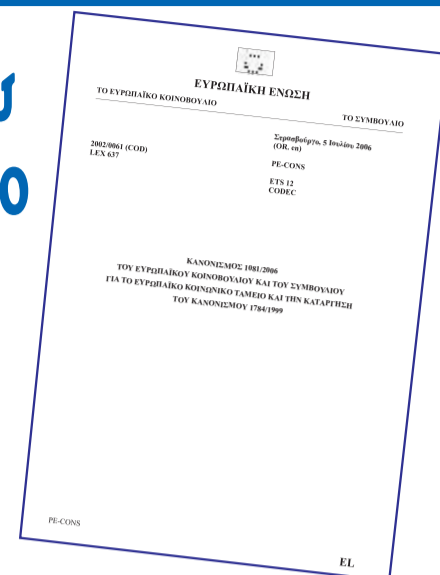 ΕΥΡΩΠΑΪΚΗ ΕΝΩΣΗ
ΤΟ ΕΥΡΩΠΑΪΚΟ ΚΟΙΝΟΒΟΥΛΙΟ
ΤΟ ΣΥΜΒΟΥΛΙΟ
Στρασβούργο, 5 Ιουλίου 2006
(OR. en)
2002/0061 (COD)
LEX 637
PE-CONS
ETS 12
CODEC
ΚΑΝΟΝΙΣΜΟΣ 1081/2006
ΤΟΥ ΕΥΡΩΠΑΪΚΟΥ ΚΟΙΝΟΒΟΥΛΙΟΥ ΚΑΙ ΤΟΥ ΣΥΜΒΟΥΛΙΟΥ
ΓΙΑ ΤΟ ΕΥΡΩΠΑΪΚΟ ΚΟΙΝΩΝΙΚΟ ΤΑΜΕΙΟ ΚΑΙ ΤΗΝ ΚΑΤΑΡΓΗΣΗ
ΤΟΥ ΚΑΝΟΝΙΣΜΟΥ 1784/1999
PE-CONS
EL